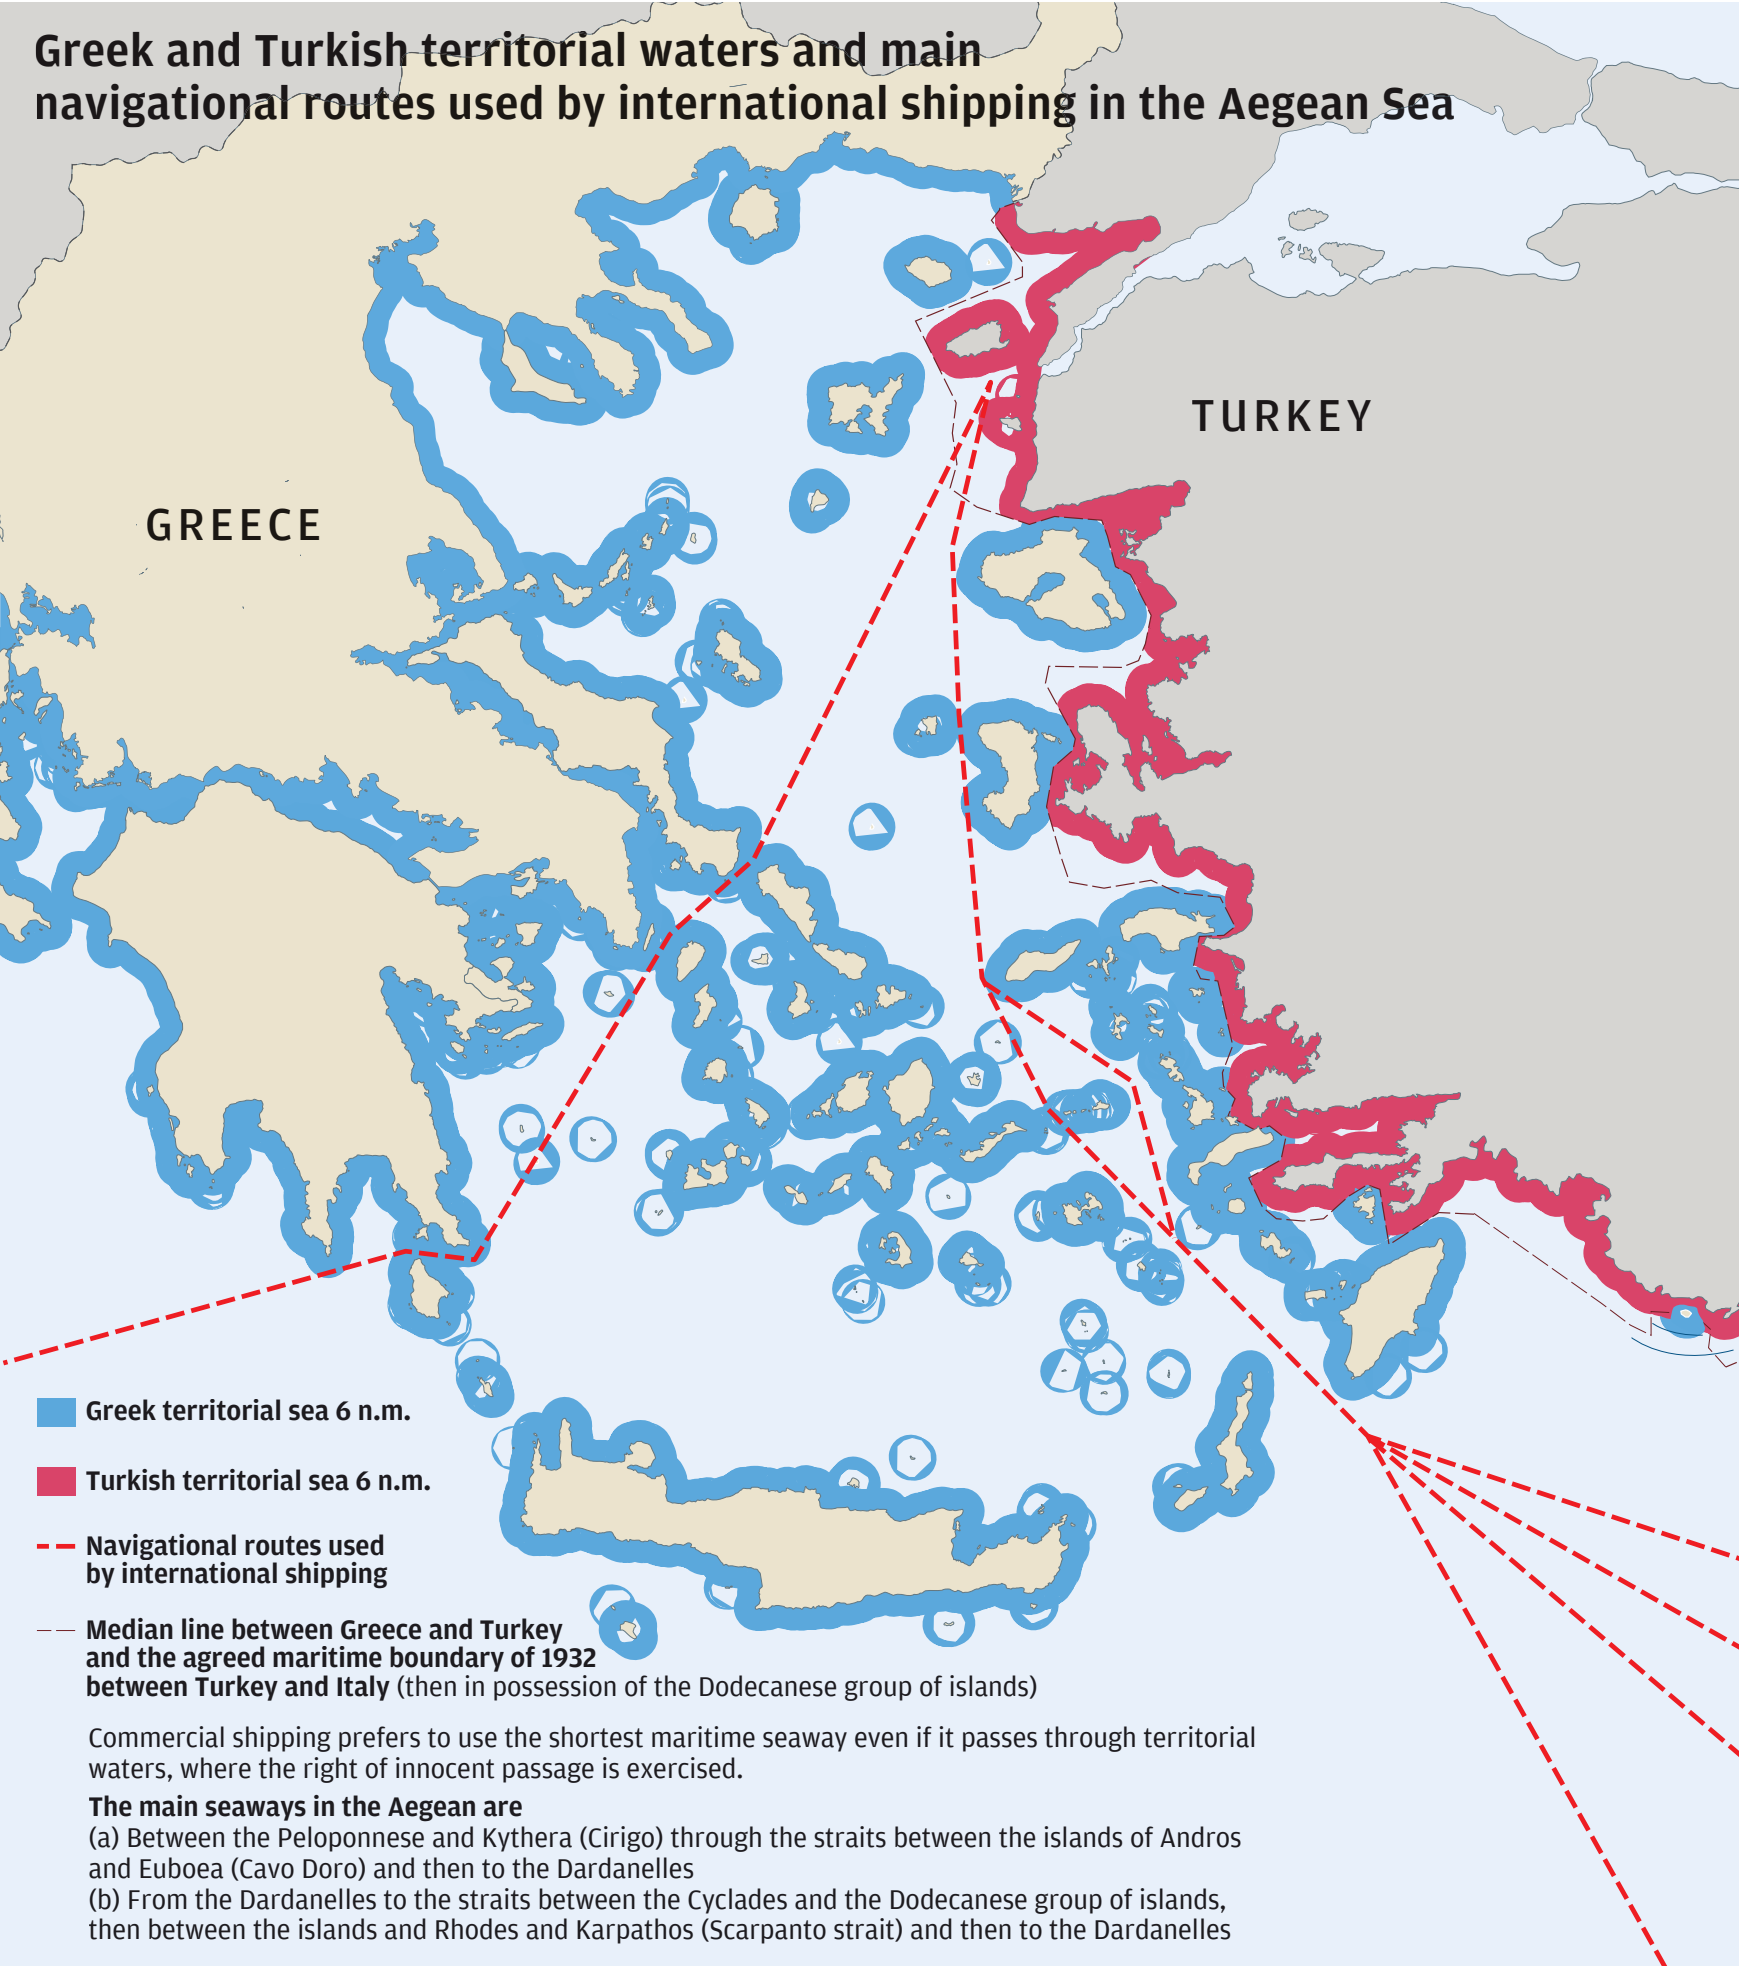 Greek and Turkish territorial waters and main
navigational routes used by international shipping in the Aegean Sea
TURKEY
GREECE
Greek territorial sea 6 n.m.
Turkish territorial sea 6 n.m.
Navigational routes used
by international shipping
Median line between Greece and Turkey
and the agreed maritime boundary of 1932
between Turkey and Italy (then in possession of the Dodecanese group of islands)
Commercial shipping prefers to use the shortest maritime seaway even if it passes through territorial
waters, where the right of innocent passage is exercised.
The main seaways in the Aegean are
(a) Between the Peloponnese and Kythera (Cirigo) through the straits between the islands of Andros
and Euboea (Cavo Doro) and then to the Dardanelles
(b) From the Dardanelles to the straits between the Cyclades and the Dodecanese group of islands,
then between the islands and Rhodes and Karpathos (Scarpanto strait) and then to the Dardanelles